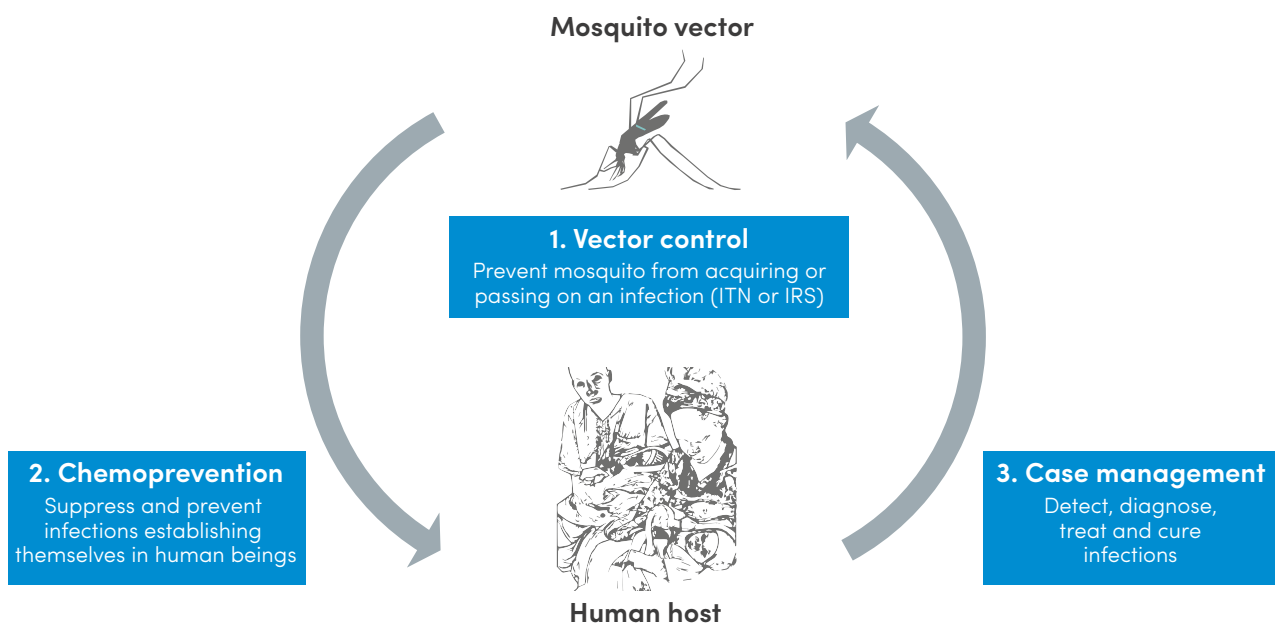 Mosquito vector
1. Vector control
Prevent mosquito from acquiring or
passing on an infection (ITN or IRS)
2. Chemoprevention
Suppress and prevent
infections establishing
themselves in human beings
3. Case management
Detect, diagnose,
treat and cure
infections
Human host